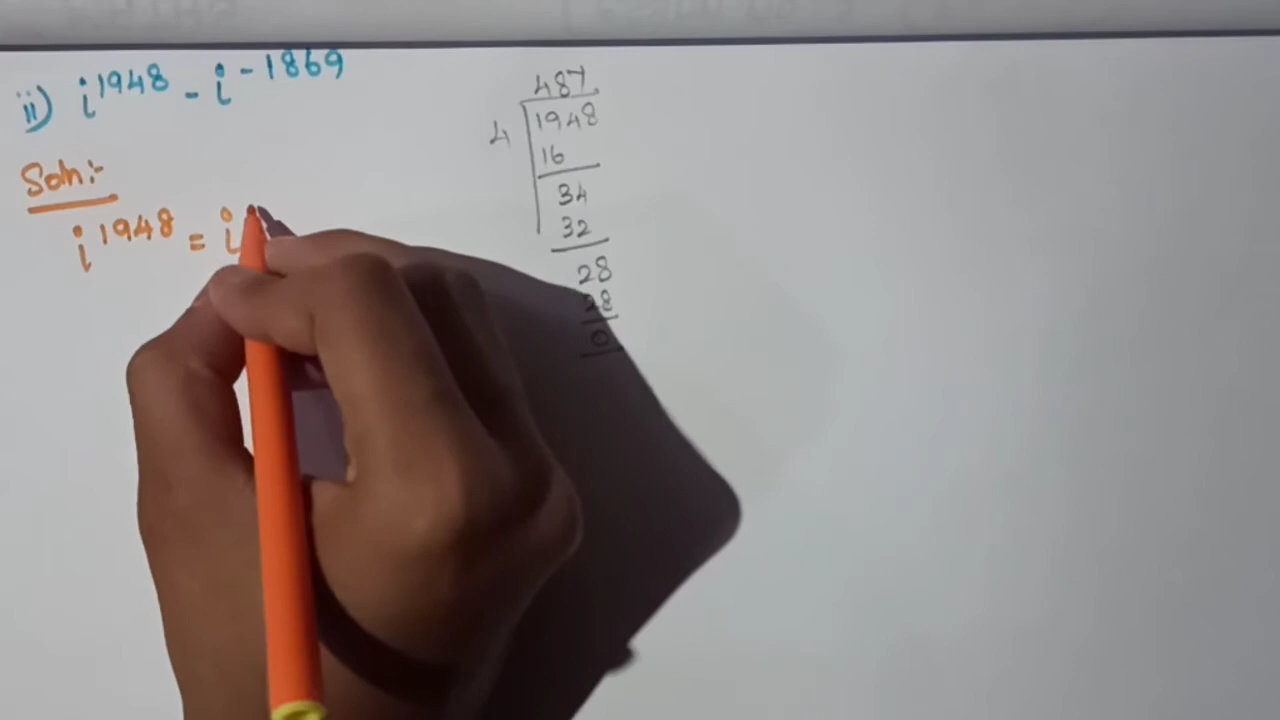 ii) i^1948 - i^-1869
Soln:-
i^1948 = i
487
4 1948
16
34
32
28
28
0